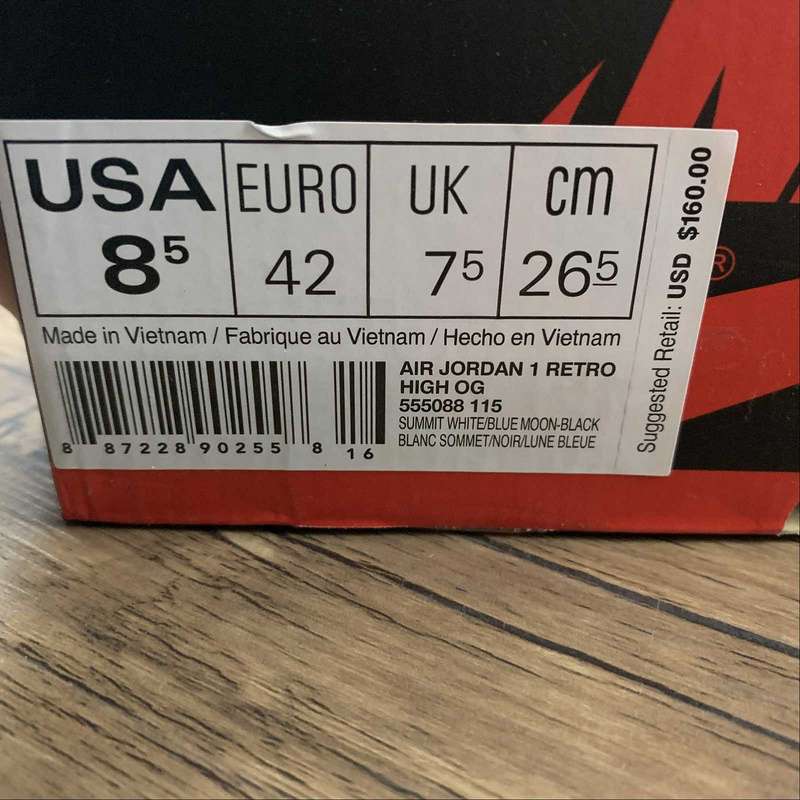 USA EURO UK cm
8⁵ 42 7⁵ 26⁵
Made in Vietnam / Fabrique au Vietnam / Hecho en Vietnam
AIR JORDAN 1 RETRO
HIGH OG
555088 115
SUMMIT WHITE/BLUE MOON-BLACK
BLANC SOMMET/NOIR/LUNE BLEUE
8 87228 90255 8 16
Suggested Retail: USD $160.00
®